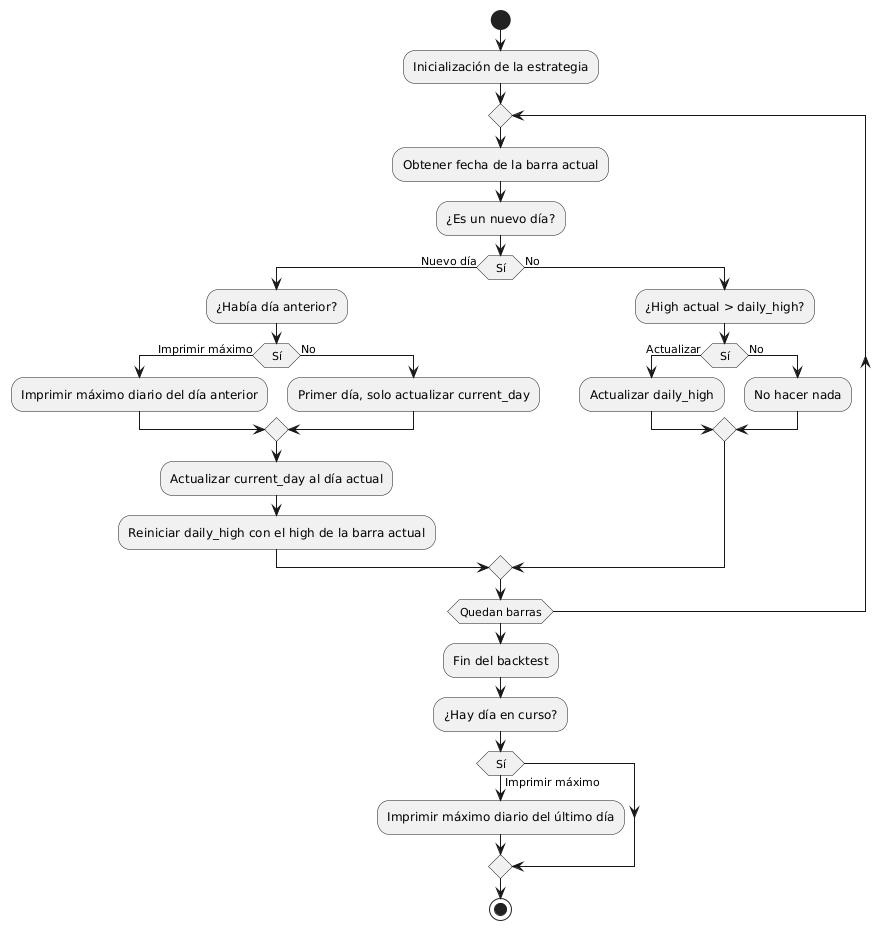 Inicialización de la estrategia
Obtener fecha de la barra actual
¿Es un nuevo día?
Nuevo día
Sí
No
¿Había día anterior?
¿High actual > daily_high?
Imprimir máximo
Sí
No
Actualizar
Sí
No
Imprimir máximo diario del día anterior
Primer día, solo actualizar current_day
Actualizar daily_high
No hacer nada
Actualizar current_day al día actual
Reiniciar daily_high con el high de la barra actual
Quedan barras
Fin del backtest
¿Hay día en curso?
Sí
Imprimir máximo
Imprimir máximo diario del último día